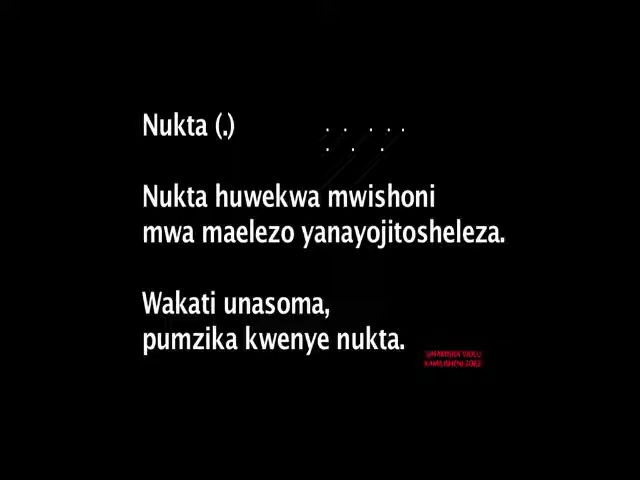 Nukta (.)
. . . . .
. . .
Nukta huwekwa mwishoni
mwa maelezo yanayojitosheleza.
Wakati unasoma,
pumzika kwenye nukta.